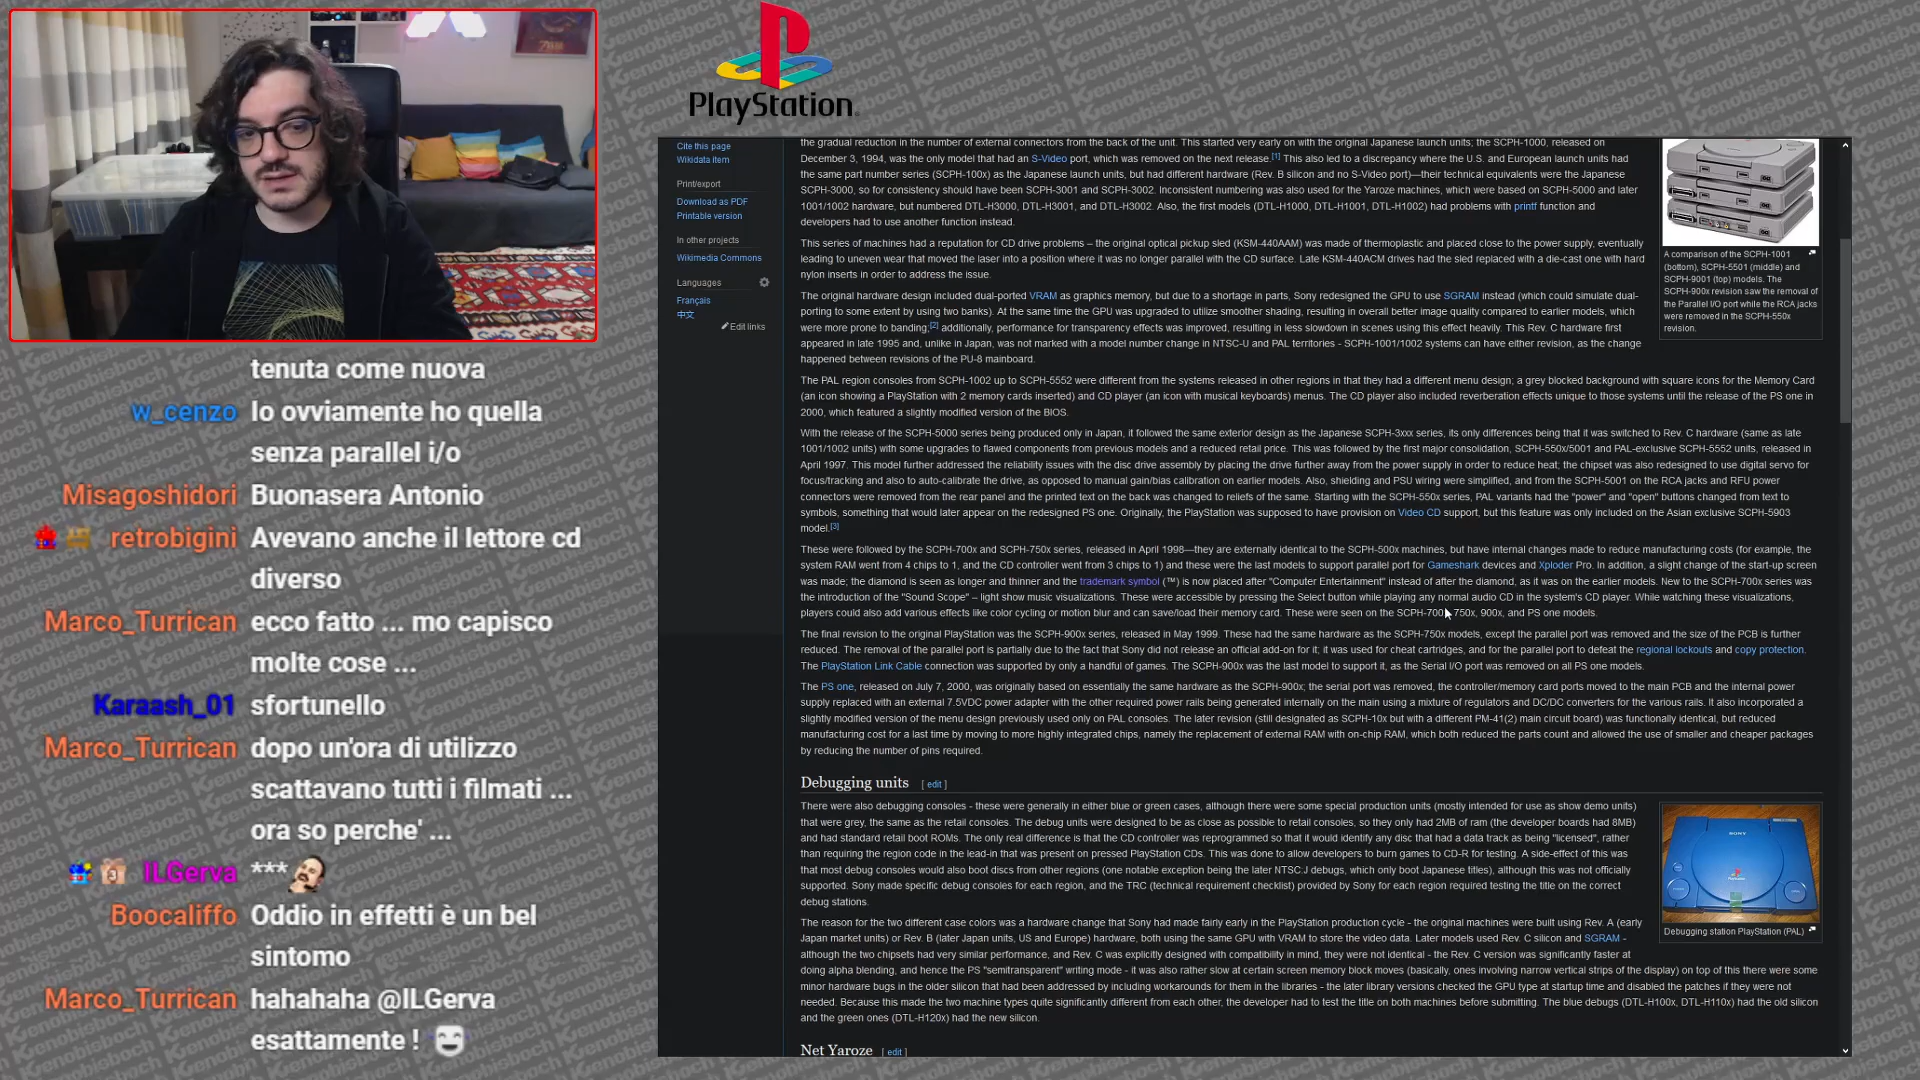 PlayStation
tenuta come nuova
w_cenzo Io ovviamente ho quella
senza parallel i/o
Misagoshidori Buonasera Antonio
retrobigini Avevano anche il lettore cd
diverso
Marco_Turrican ecco fatto ... mo capisco
molte cose ...
Karaash_01 sfortunello
Marco_Turrican dopo un'ora di utilizzo
scattavano tutti i filmati ...
ora so perche' ...
ILGerva ***
Boocaliffo Oddio in effetti è un bel
sintomo
Marco_Turrican hahahaha @ILGerva
esattamente !
Cite this page
Wikidata item
Print/export
Download as PDF
Printable version
In other projects
Wikimedia Commons
Languages
Français
中文
Edit links
the gradual reduction in the number of external connectors from the back of the unit. This started very early on with the original Japanese launch units; the SCPH-1000, released on
December 3, 1994, was the only model that had an S-Video port, which was removed on the next release.[1] This also led to a discrepancy where the U.S. and European launch units had
the same part number series (SCPH-100x) as the Japanese launch units, but had different hardware (Rev. B silicon and no S-Video port)—their technical equivalents were the Japanese
SCPH-3000, so for consistency should have been SCPH-3001 and SCPH-3002. Inconsistent numbering was also used for the Yaroze machines, which were based on SCPH-5000 and later
1001/1002 hardware, but numbered DTL-H3000, DTL-H3001, and DTL-H3002. Also, the first models (DTL-H1000, DTL-H1001, DTL-H1002) had problems with printf function and
developers had to use another function instead.
This series of machines had a reputation for CD drive problems – the original optical pickup sled (KSM-440AAM) was made of thermoplastic and placed close to the power supply, eventually
leading to uneven wear that moved the laser into a position where it was no longer parallel with the CD surface. Late KSM-440ACM drives had the sled replaced with a die-cast one with hard
nylon inserts in order to address the issue.
The original hardware design included dual-ported VRAM as graphics memory, but due to a shortage in parts, Sony redesigned the GPU to use SGRAM instead (which could simulate dual-
porting to some extent by using two banks). At the same time the GPU was upgraded to utilize smoother shading, resulting in overall better image quality compared to earlier models, which
were more prone to banding;[2] additionally, performance for transparency effects was improved, resulting in less slowdown in scenes using this effect heavily. This Rev. C hardware first
appeared in late 1995 and, unlike in Japan, was not marked with a model number change in NTSC-U and PAL territories - SCPH-1001/1002 systems can have either revision, as the change
happened between revisions of the PU-8 mainboard.
The PAL region consoles from SCPH-1002 up to SCPH-5552 were different from the systems released in other regions in that they had a different menu design; a grey blocked background with square icons for the Memory Card
(an icon showing a PlayStation with 2 memory cards inserted) and CD player (an icon with musical keyboards) menus. The CD player also included reverberation effects unique to those systems until the release of the PS one in
2000, which featured a slightly modified version of the BIOS.
With the release of the SCPH-5000 series being produced only in Japan, it followed the same exterior design as the Japanese SCPH-3xxx series, its only differences being that it was switched to Rev. C hardware (same as late
1001/1002 units) with some upgrades to flawed components from previous models and a reduced retail price. This was followed by the first major consolidation, SCPH-550x/5001 and PAL-exclusive SCPH-5552 units, released in
April 1997. This model further addressed the reliability issues with the disc drive assembly by placing the drive further away from the power supply in order to reduce heat; the chipset was also redesigned to use digital servo for
focus/tracking and also to auto-calibrate the drive, as opposed to manual gain/bias calibration on earlier models. Also, shielding and PSU wiring were simplified, and from the SCPH-5001 on the RCA jacks and RFU power
connectors were removed from the rear panel and the printed text on the back was changed to reliefs of the same. Starting with the SCPH-550x series, PAL variants had the "power" and "open" buttons changed from text to
symbols, something that would later appear on the redesigned PS one. Originally, the PlayStation was supposed to have provision on Video CD support, but this feature was only included on the Asian exclusive SCPH-5903
model.[3]
These were followed by the SCPH-700x and SCPH-750x series, released in April 1998—they are externally identical to the SCPH-500x machines, but have internal changes made to reduce manufacturing costs (for example, the
system RAM went from 4 chips to 1, and the CD controller went from 3 chips to 1) and these were the last models to support parallel port for Gameshark devices and Xploder Pro. In addition, a slight change of the start-up screen
was made; the diamond is seen as longer and thinner and the trademark symbol (™) is now placed after "Computer Entertainment" instead of after the diamond, as it was on the earlier models. New to the SCPH-700x series was
the introduction of the "Sound Scope" – light show music visualizations. These were accessible by pressing the Select button while playing any normal audio CD in the system's CD player. While watching these visualizations,
players could also add various effects like color cycling or motion blur and can save/load their memory card. These were seen on the SCPH-700 750x, 900x, and PS one models.
The final revision to the original PlayStation was the SCPH-900x series, released in May 1999. These had the same hardware as the SCPH-750x models, except the parallel port was removed and the size of the PCB is further
reduced. The removal of the parallel port is partially due to the fact that Sony did not release an official add-on for it; it was used for cheat cartridges, and for the parallel port to defeat the regional lockouts and copy protection.
The PlayStation Link Cable connection was supported by only a handful of games. The SCPH-900x was the last model to support it, as the Serial I/O port was removed on all PS one models.
The PS one, released on July 7, 2000, was originally based on essentially the same hardware as the SCPH-900x; the serial port was removed, the controller/memory card ports moved to the main PCB and the internal power
supply replaced with an external 7.5VDC power adapter with the other required power rails being generated internally on the main using a mixture of regulators and DC/DC converters for the various rails. It also incorporated a
slightly modified version of the menu design previously used only on PAL consoles. The later revision (still designated as SCPH-10x but with a different PM-41(2) main circuit board) was functionally identical, but reduced
manufacturing cost for a last time by moving to more highly integrated chips, namely the replacement of external RAM with on-chip RAM, which both reduced the parts count and allowed the use of smaller and cheaper packages
by reducing the number of pins required.
A comparison of the SCPH-1001
(bottom), SCPH-5501 (middle) and
SCPH-9001 (top) models. The
SCPH-900x revision saw the removal of
the Parallel I/O port while the RCA jacks
were removed in the SCPH-550x
revision.
Debugging units [ edit ]
There were also debugging consoles - these were generally in either blue or green cases, although there were some special production units (mostly intended for use as show demo units)
that were grey, the same as the retail consoles. The debug units were designed to be as close as possible to retail consoles, so they only had 2MB of ram (the developer boards had 8MB)
and had standard retail boot ROMs. The only real difference is that the CD controller was reprogrammed so that it would identify any disc that had a data track as being "licensed", rather
than requiring the region code in the lead-in that was present on pressed PlayStation CDs. This was done to allow developers to burn games to CD-R for testing. A side-effect of this was
that most debug consoles would also boot discs from other regions (one notable exception being the later NTSC:J debugs, which only boot Japanese titles), although this was not officially
supported. Sony made specific debug consoles for each region, and the TRC (technical requirement checklist) provided by Sony for each region required testing the title on the correct
debug stations.
The reason for the two different case colors was a hardware change that Sony had made fairly early in the PlayStation production cycle - the original machines were built using Rev. A (early
Japan market units) or Rev. B (later Japan units, US and Europe) hardware, both using the same GPU with VRAM to store the video data. Later models used Rev. C silicon and SGRAM -
although the two chipsets had very similar performance, and Rev. C was explicitly designed with compatibility in mind, they were not identical - the Rev. C version was significantly faster at
doing alpha blending, and hence the PS "semitransparent" writing mode - it was also rather slow at certain screen memory block moves (basically, ones involving narrow vertical strips of the display) on top of this there were some
minor hardware bugs in the older silicon that had been addressed by including workarounds for them in the libraries - the later library versions checked the GPU type at startup time and disabled the patches if they were not
needed. Because this made the two machine types quite significantly different from each other, the developer had to test the title on both machines before submitting. The blue debugs (DTL-H100x, DTL-H110x) had the old silicon
and the green ones (DTL-H120x) had the new silicon.
SONY
Debugging station PlayStation (PAL)
Net Yaroze [ edit ]
Kenobisboch